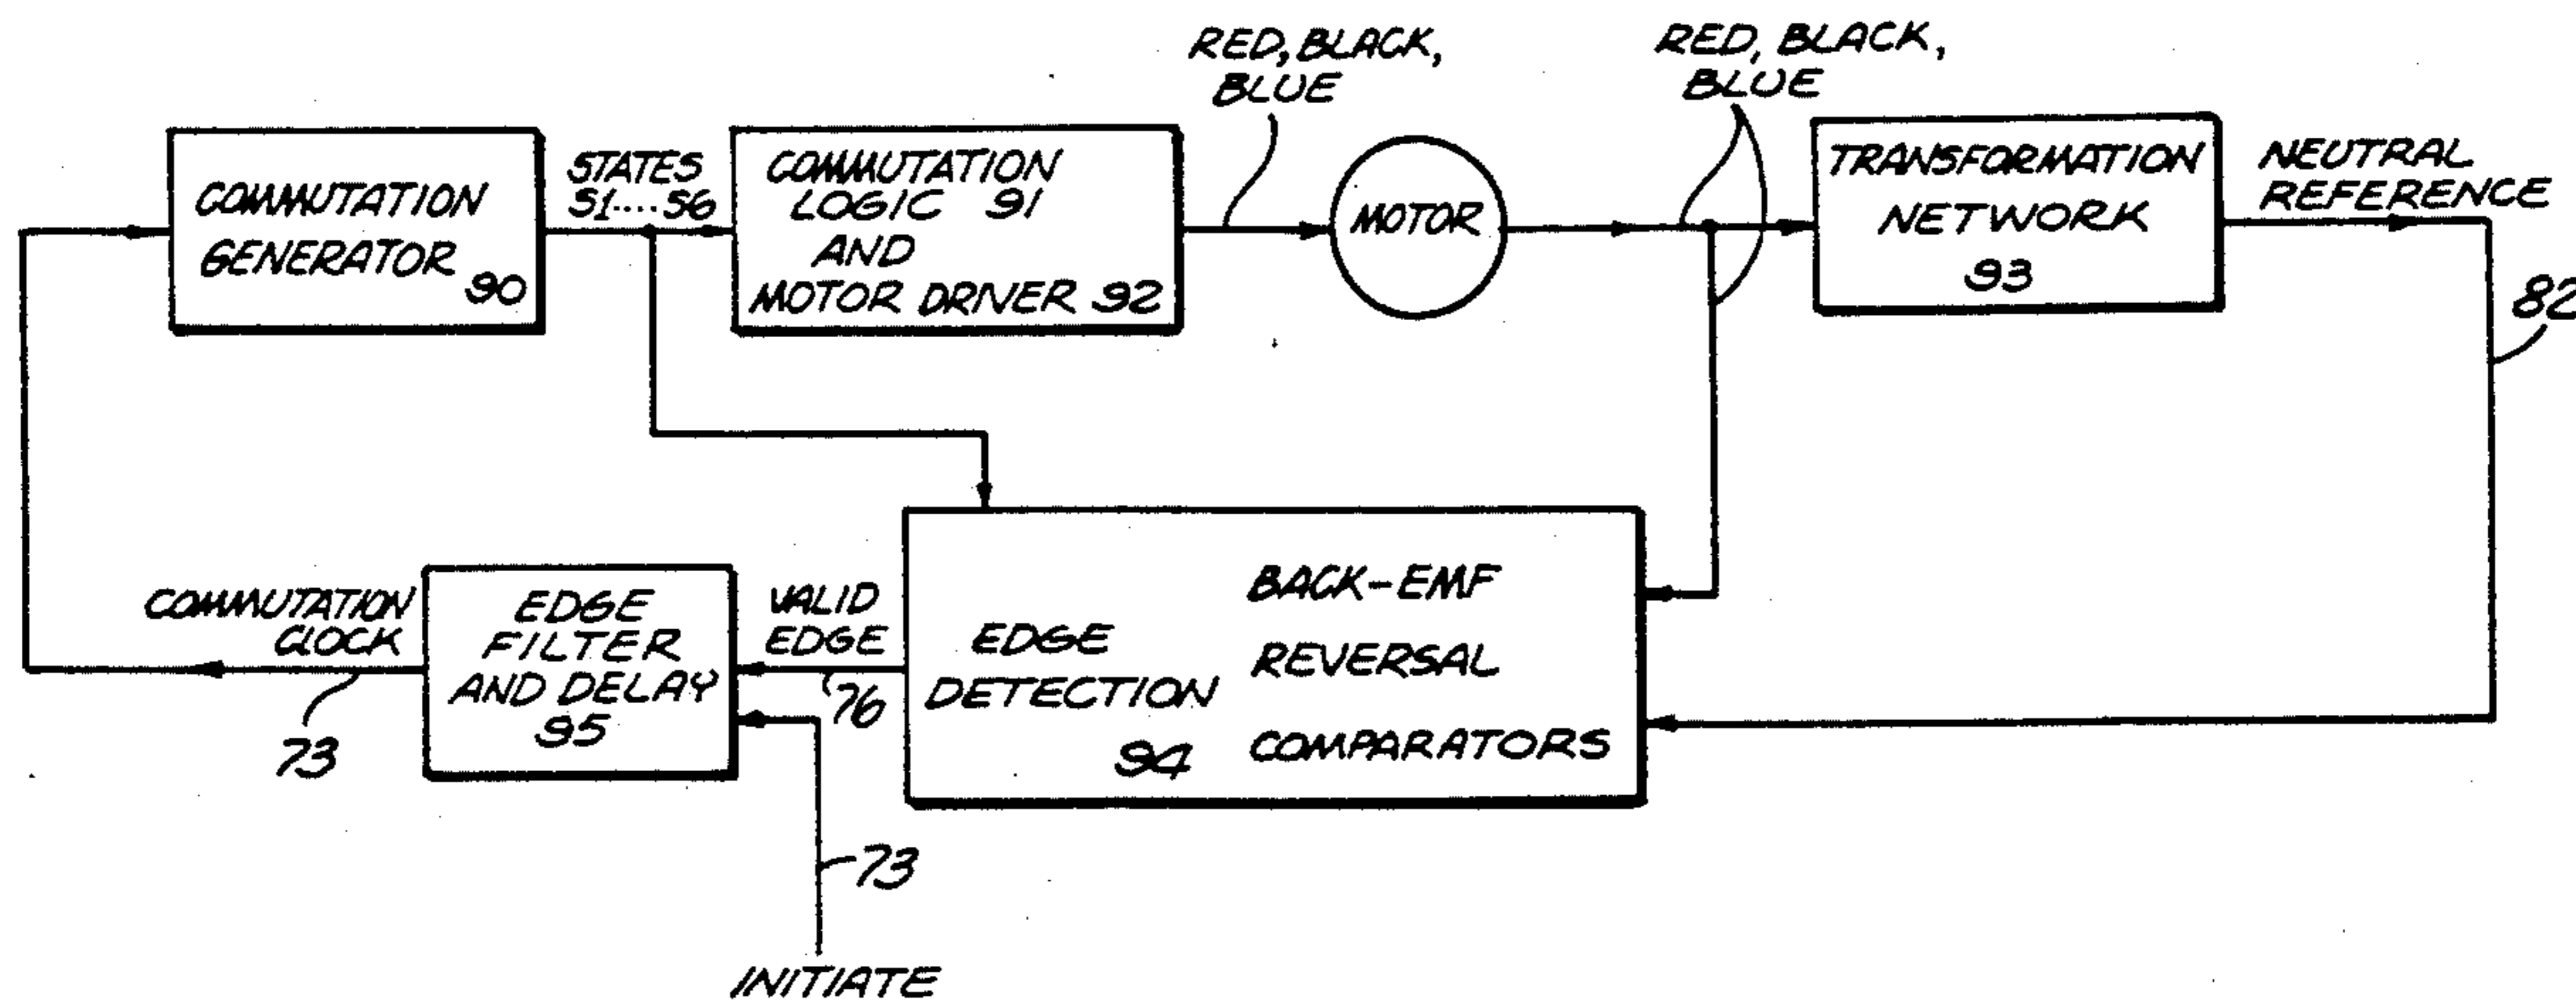 RED, BLACK,
BLUE
RED, BLACK,
BLUE
COMMUTATION
GENERATOR 90
STATES
S1....S6
COMMUTATION
LOGIC 91
AND
MOTOR DRIVER 92
MOTOR
TRANSFORMATION
NETWORK
93
NEUTRAL
REFERENCE
82
COMMUTATION
CLOCK
73
EDGE
FILTER
AND DELAY
95
VALID
EDGE
76
EDGE
DETECTION
94
BACK-EMF
REVERSAL
COMPARATORS
73
INITIATE